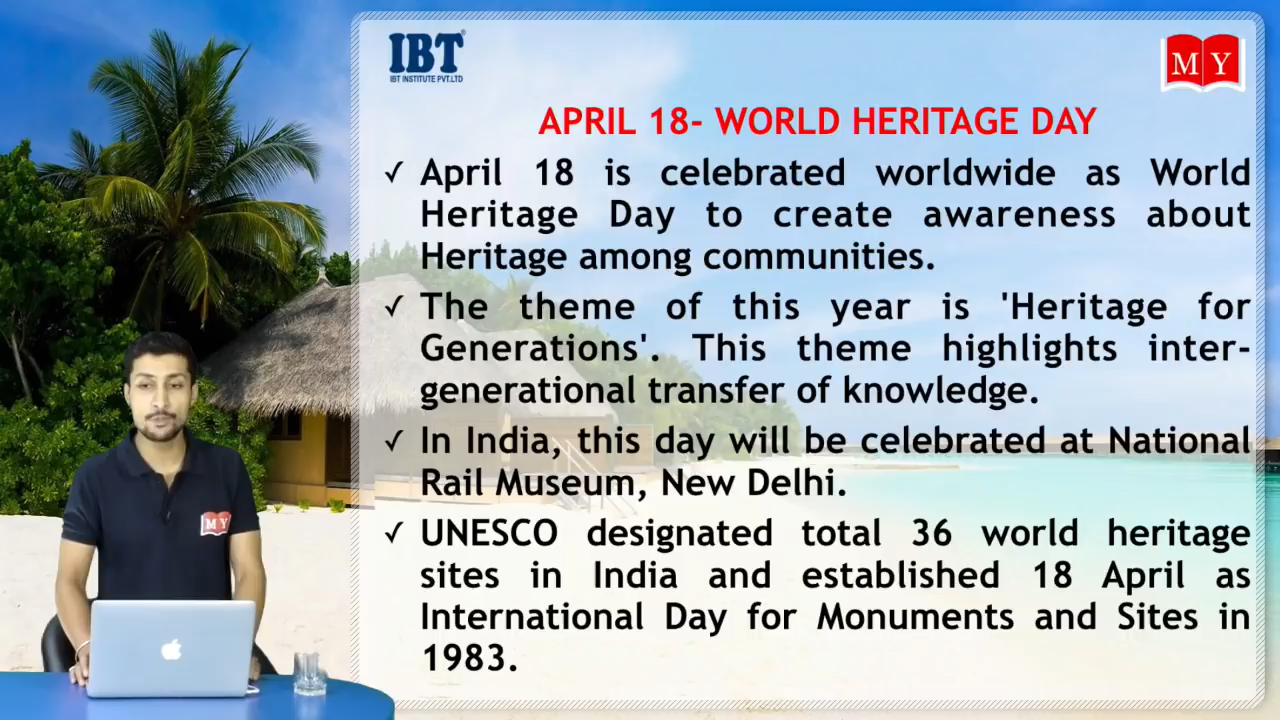 IBT
IBT INSTITUTE PVT.LTD
M Y
APRIL 18- WORLD HERITAGE DAY
✓ April 18 is celebrated worldwide as World
Heritage Day to create awareness about
Heritage among communities.
✓ The theme of this year is 'Heritage for
Generations'. This theme highlights inter-
generational transfer of knowledge.
✓ In India, this day will be celebrated at National
Rail Museum, New Delhi.
✓ UNESCO designated total 36 world heritage
sites in India and established 18 April as
International Day for Monuments and Sites in
1983.
MY